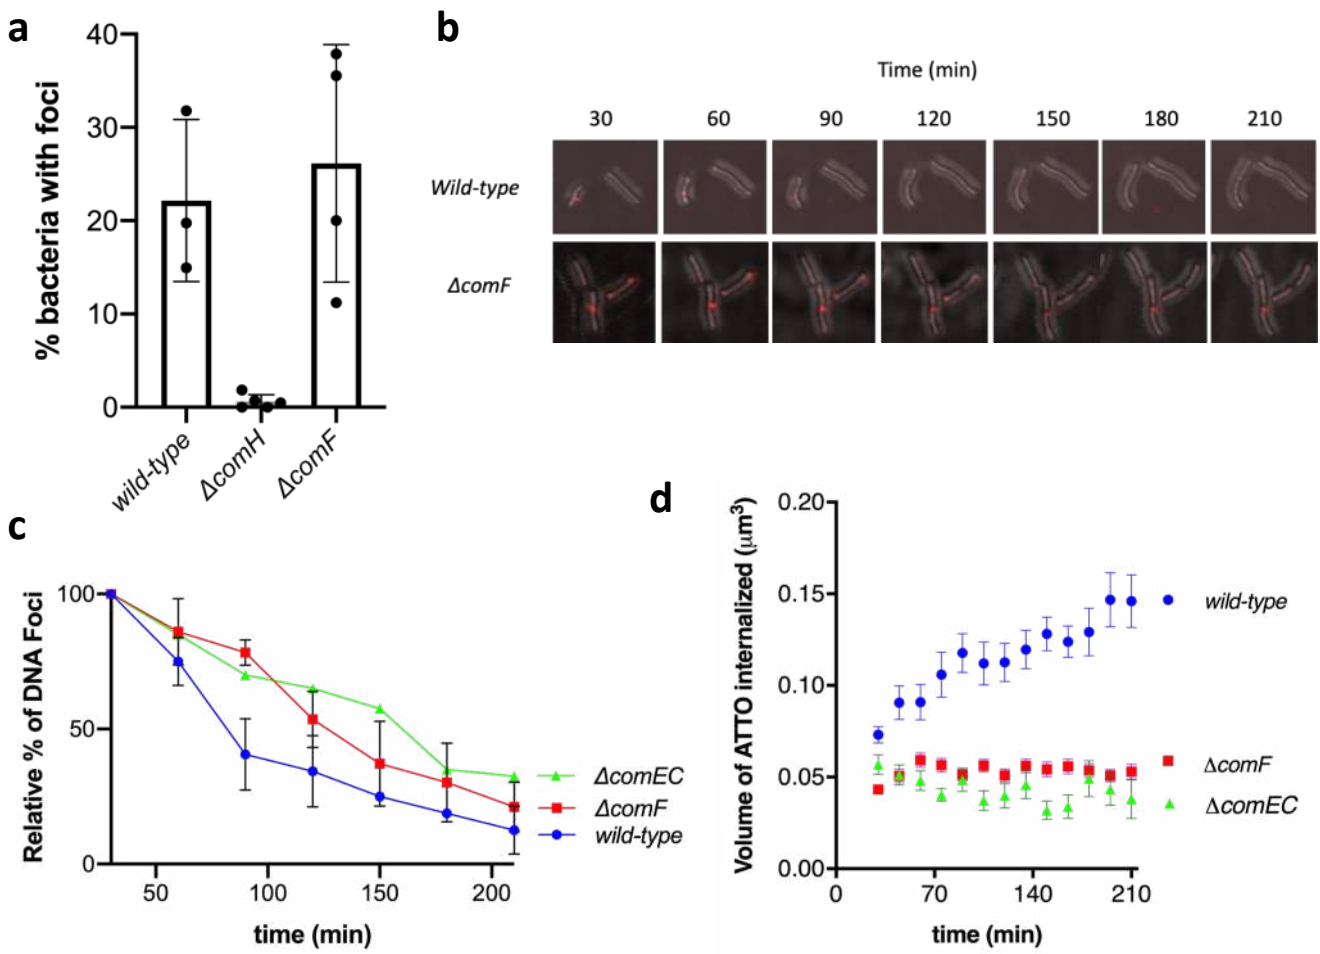 a
% bacteria with foci
40
30
20
10
0
wild-type
ΔcomH
ΔcomF
b
Time (min)
30 60 90 120 150 180 210
Wild-type
ΔcomF
c
Relative % of DNA Foci
100
50
0
50 100 150 200
time (min)
ΔcomEC
ΔcomF
wild-type
d
Volume of ATTO internalized (μm³)
0.20
0.15
0.10
0.05
0.00
0 70 140 210
time (min)
wild-type
ΔcomF
ΔcomEC